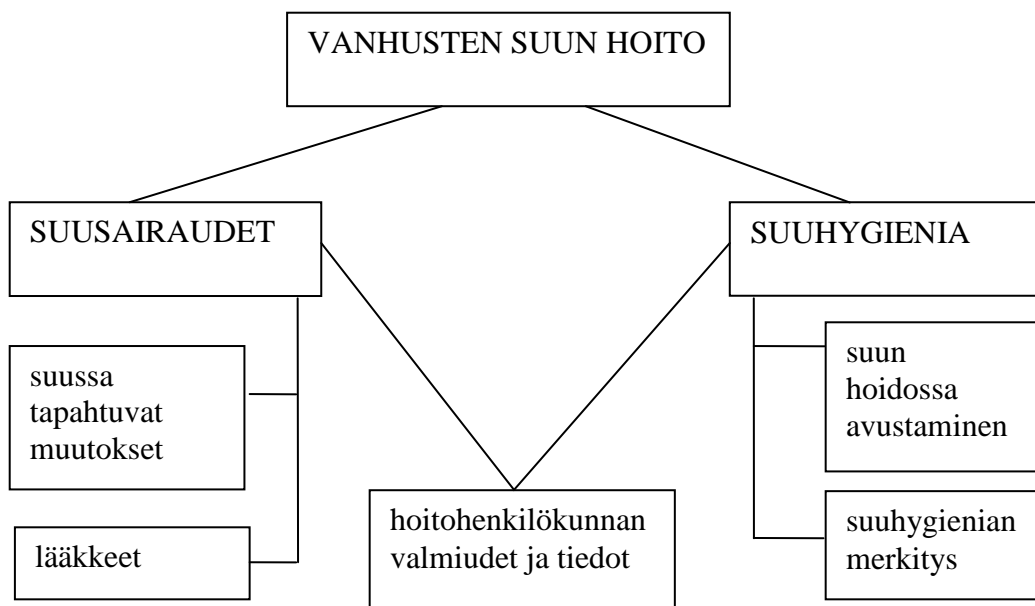 VANHUSTEN SUUN HOITO
SUUSAIRAUDET
SUUHYGIENIA
suussa
tapahtuvat
muutokset
lääkkeet
hoitohenkilökunnan
valmiudet ja tiedot
suun
hoidossa
avustaminen
suuhygienian
merkitys